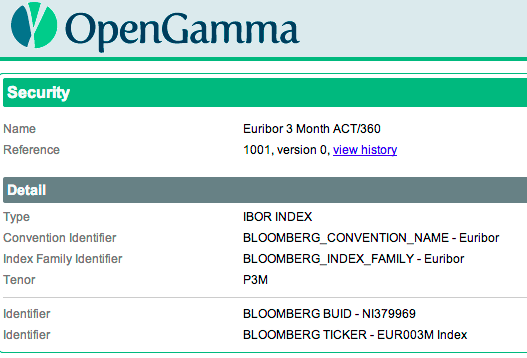 OpenGamma
Security
Name Euribor 3 Month ACT/360
Reference 1001, version 0, view history
Detail
Type IBOR INDEX
Convention Identifier BLOOMBERG_CONVENTION_NAME - Euribor
Index Family Identifier BLOOMBERG_INDEX_FAMILY - Euribor
Tenor P3M
Identifier BLOOMBERG BUID - NI379969
Identifier BLOOMBERG TICKER - EUR003M Index